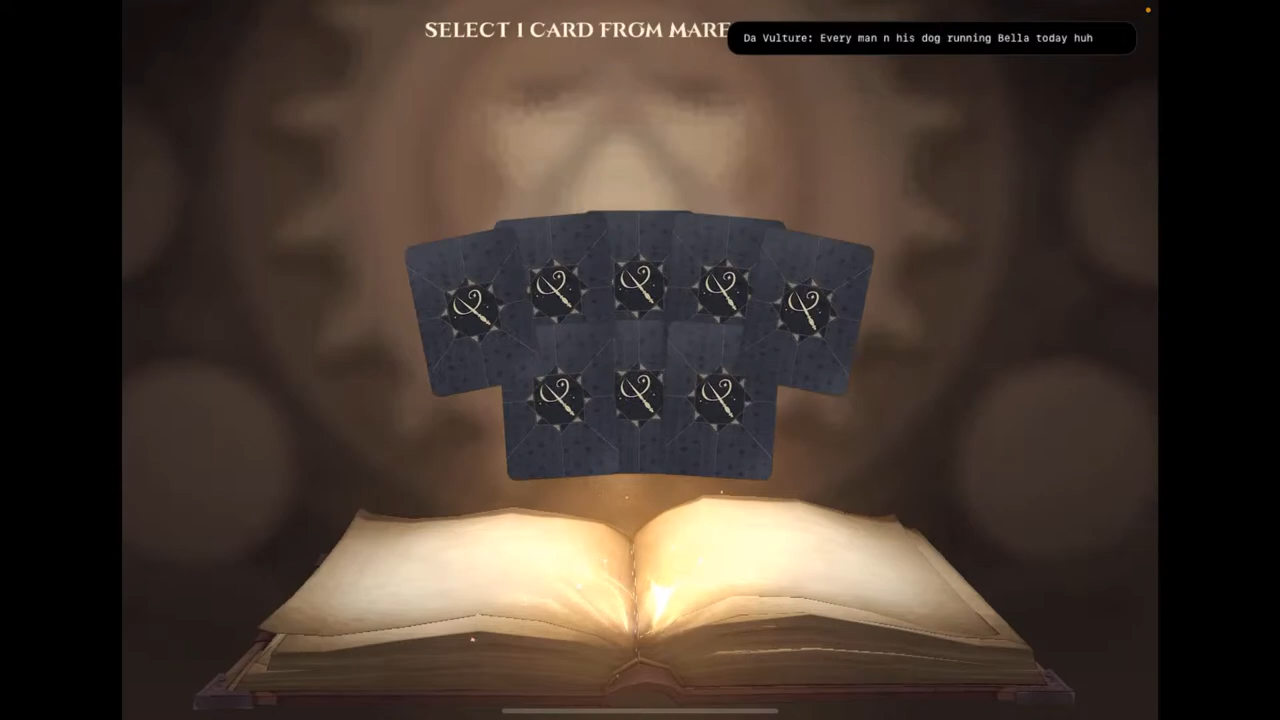 SELECT 1 CARD FROM MARE
Da Vulture: Every man n his dog running Bella today huh